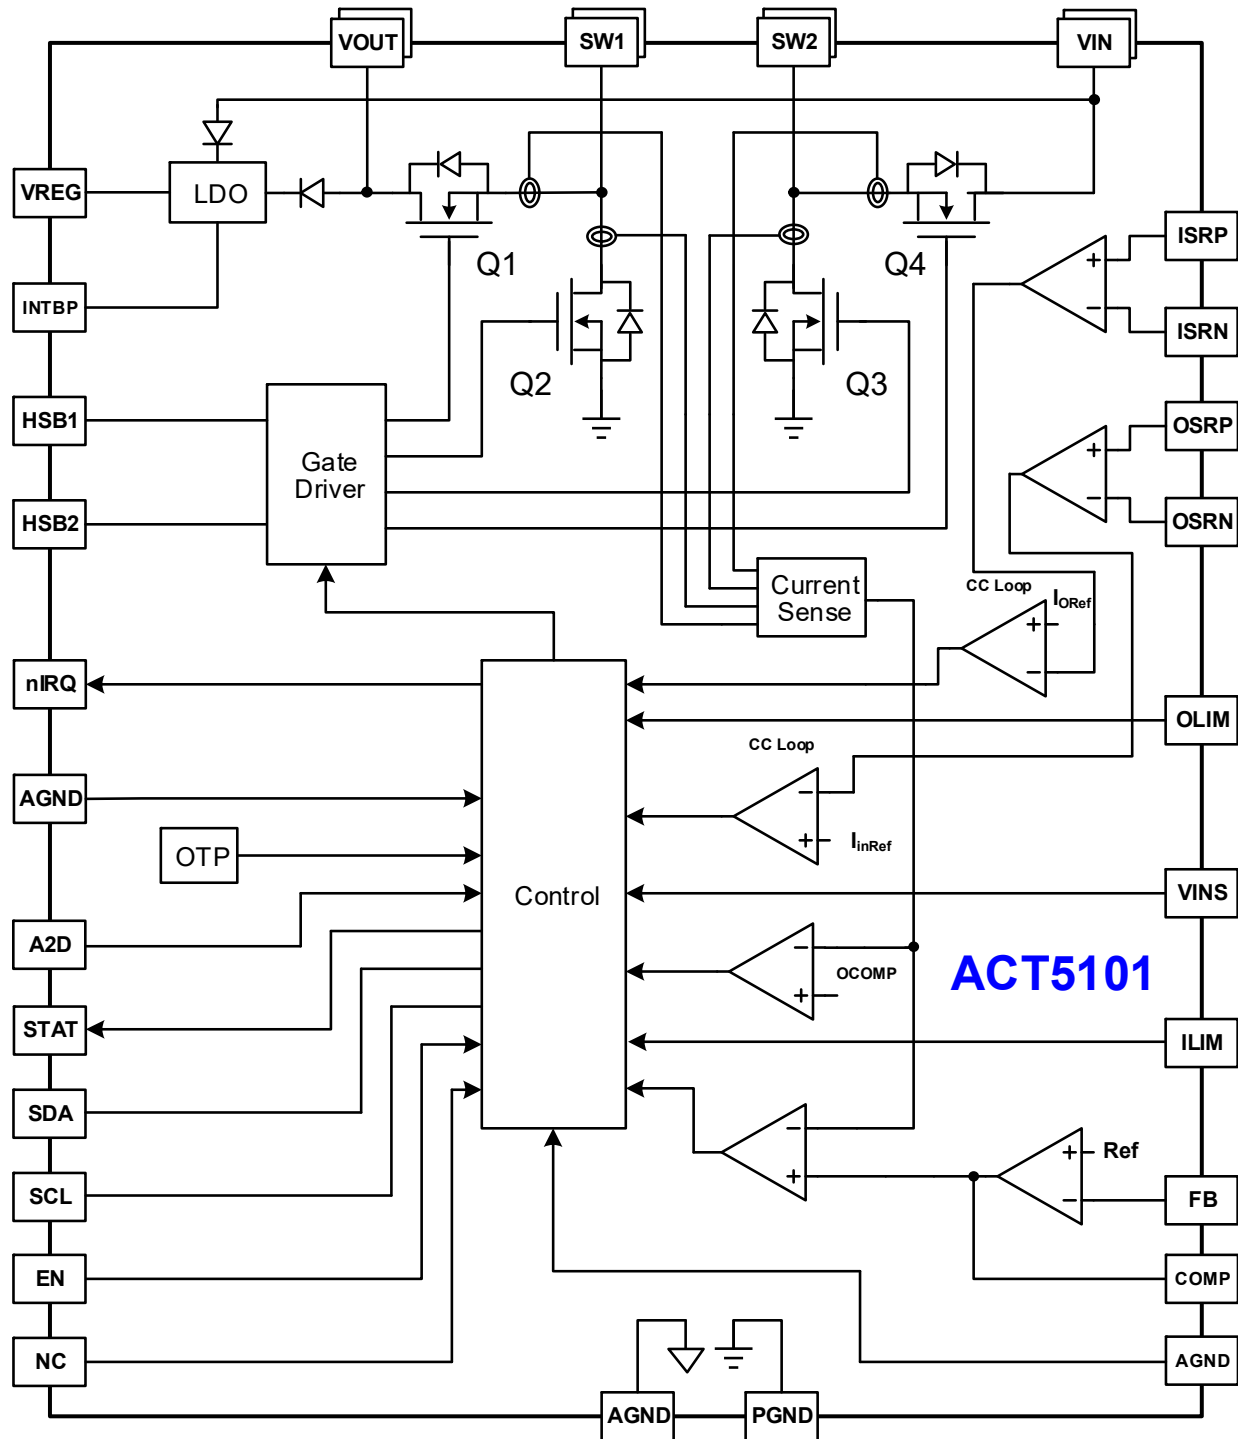 VOUT
SW1
SW2
VIN
VREG
LDO
INTBP
Q1
Q4
ISRP
ISRN
Q2
Q3
HSB1
HSB2
Gate
Driver
OSRP
OSRN
Current
Sense
CC Loop
IORef
+
−
+
−
+
−
nIRQ
OLIM
CC Loop
AGND
−
+
IinRef
OTP
Control
VINS
A2D
−
OCOMP
+
ACT5101
STAT
ILIM
SDA
−
+
+
−
Ref
SCL
FB
EN
COMP
NC
AGND
AGND
PGND